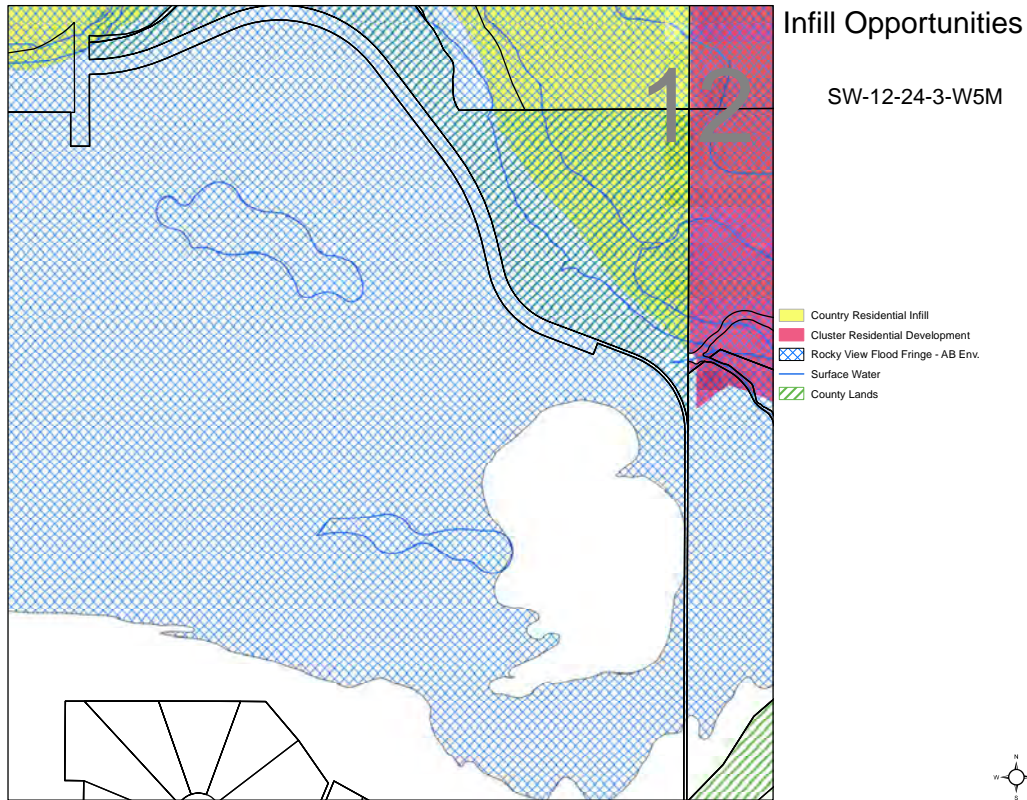 Infill Opportunities
SW-12-24-3-W5M
12
Country Residential Infill
Cluster Residential Development
Rocky View Flood Fringe - AB Env.
Surface Water
County Lands
N
W E
S